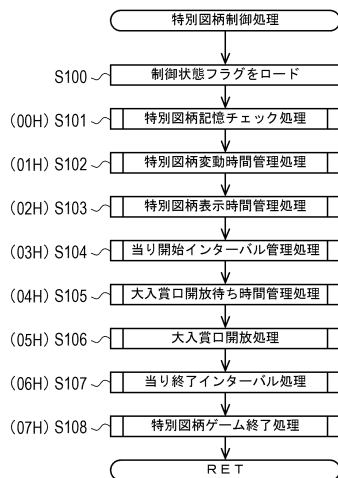 特別図柄制御処理
S100 制御状態フラグをロード
(00H) S101 特別図柄記憶チェック処理
(01H) S102 特別図柄変動時間管理処理
(02H) S103 特別図柄表示時間管理処理
(03H) S104 当り開始インターバル管理処理
(04H) S105 大入賞口開放待ち時間管理処理
(05H) S106 大入賞口開放処理
(06H) S107 当り終了インターバル処理
(07H) S108 特別図柄ゲーム終了処理
RET